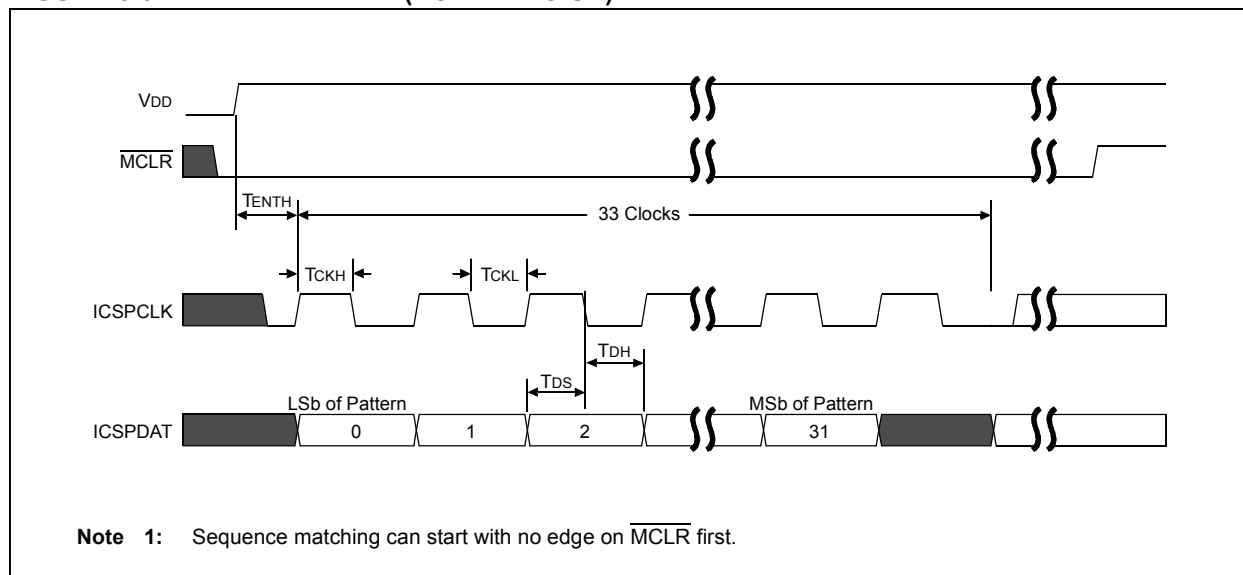 VDD
MCLR
TENTH
33 Clocks
TCKH
TCKL
ICSPCLK
TDH
TDS
LSb of Pattern
MSb of Pattern
ICSPDAT
0
1
2
31
Note 1: Sequence matching can start with no edge on MCLR first.